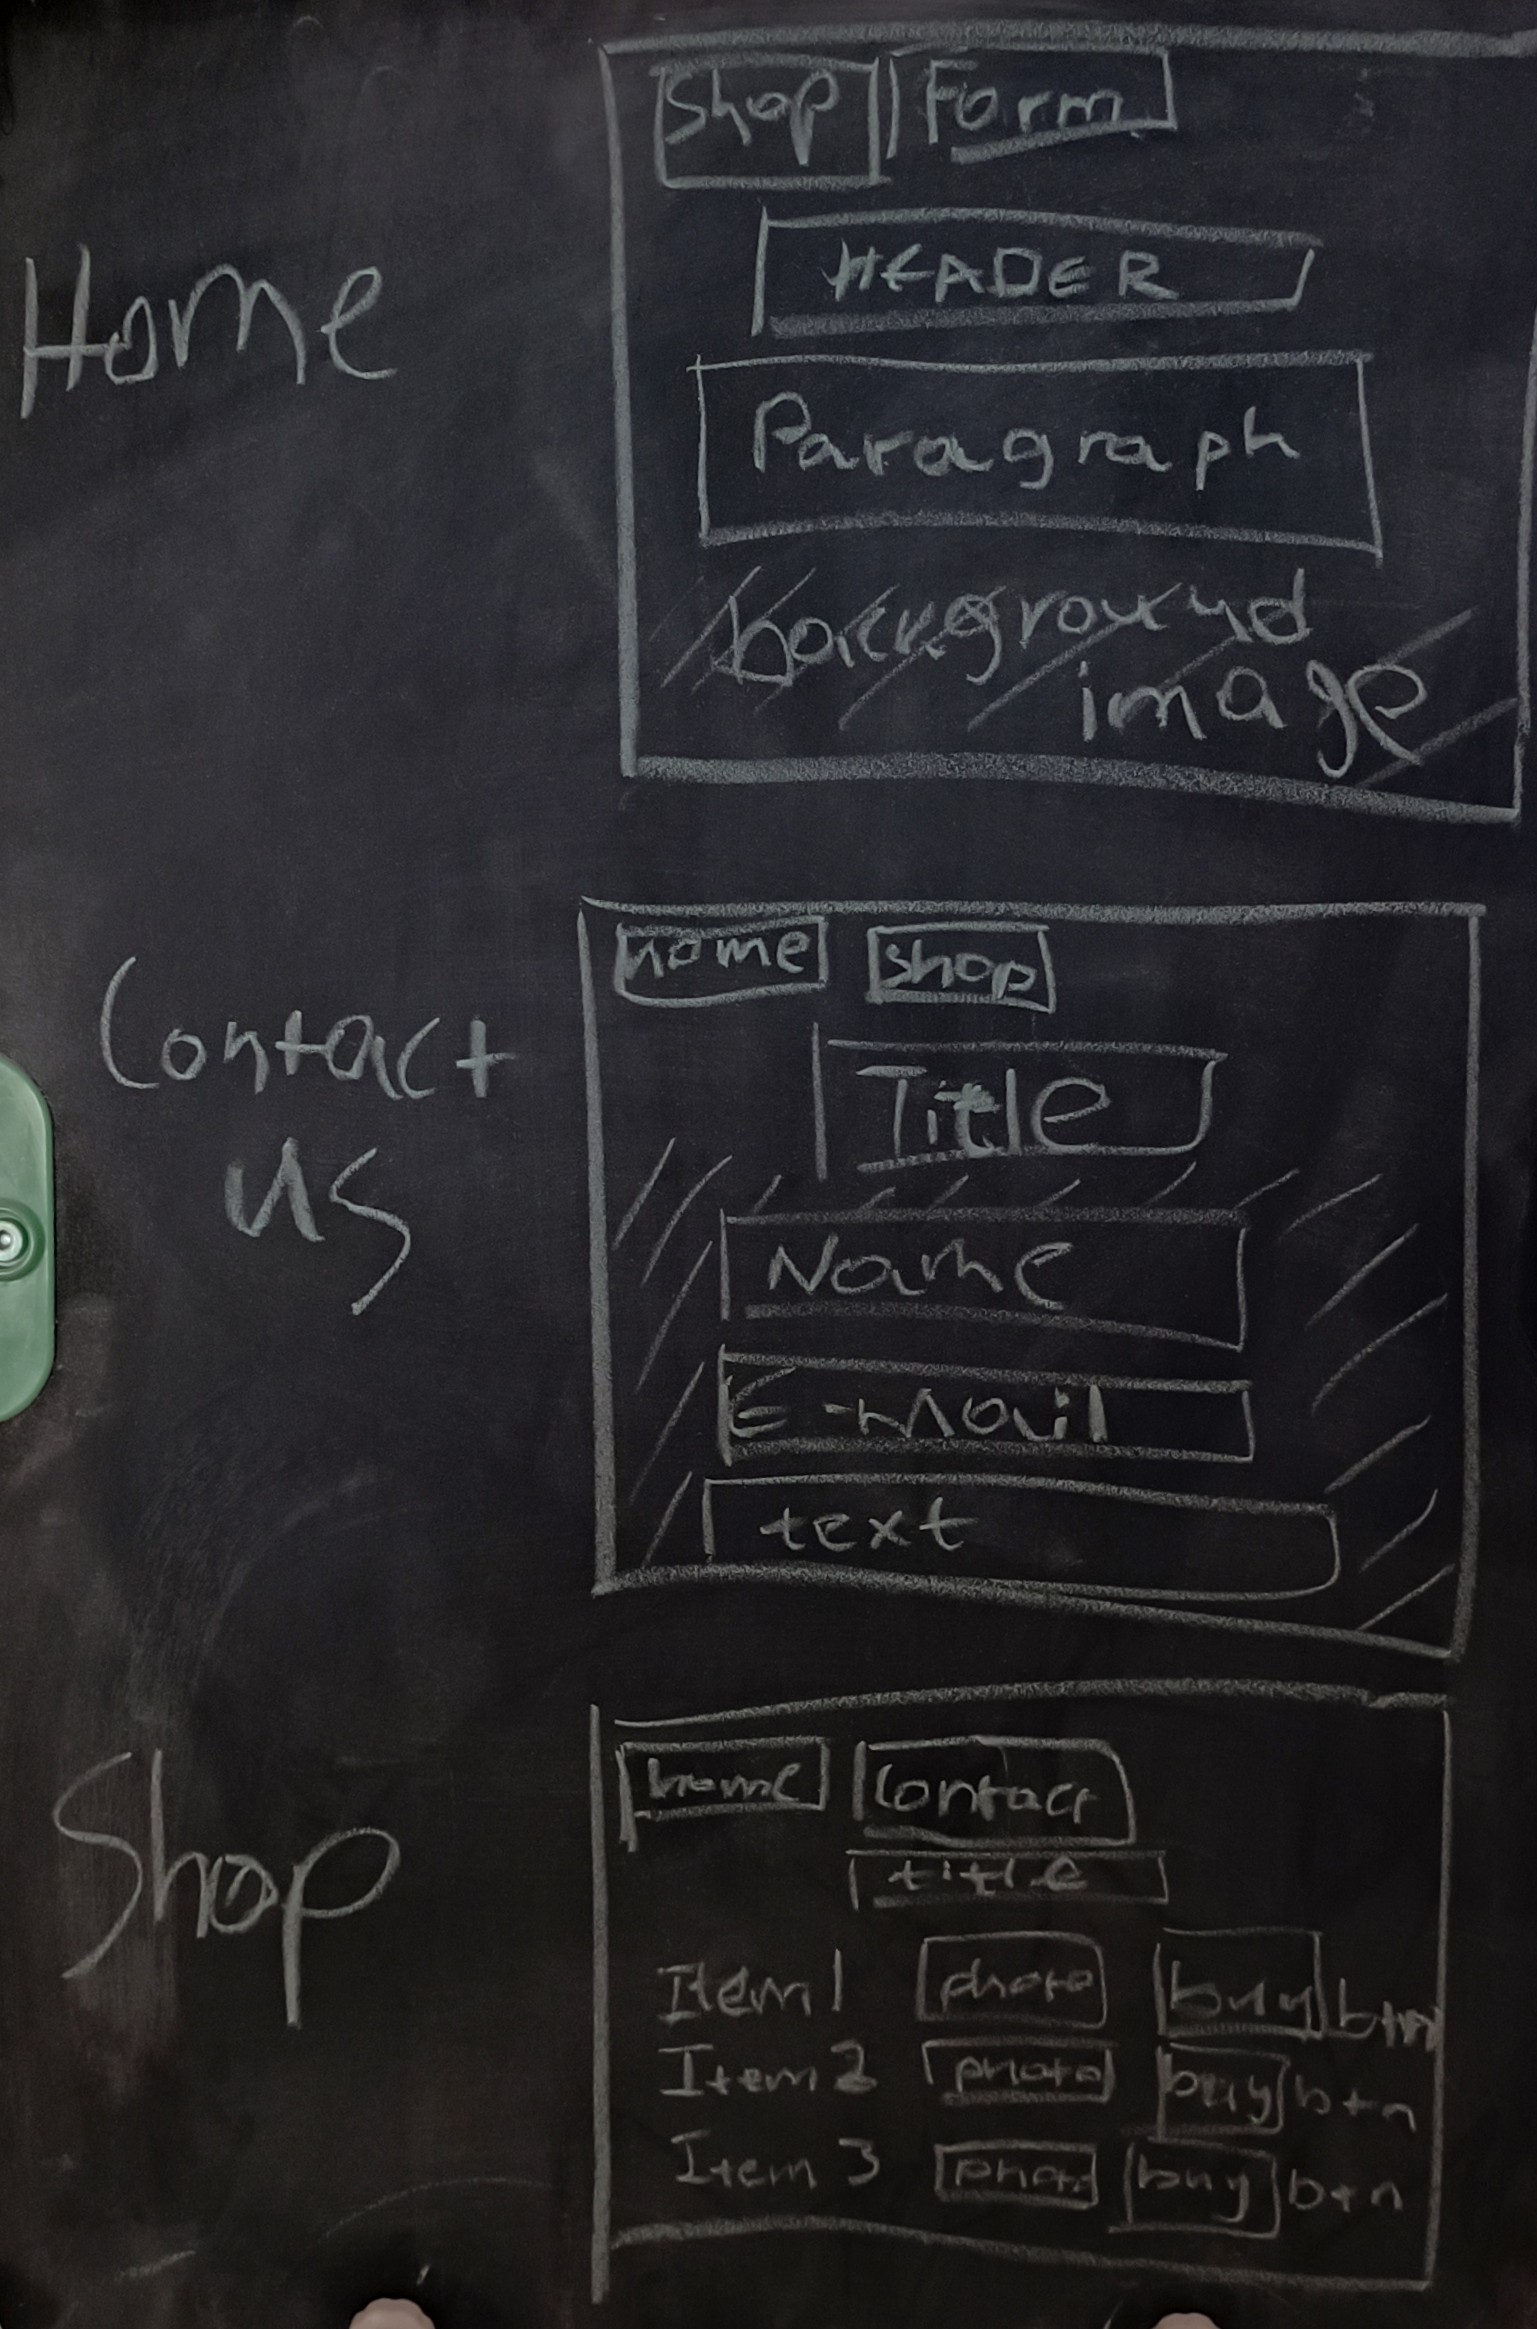 Home
Shop Form
HEADER
Paragraph
background
image
Contact
us
home shop
Title
Name
E-mail
text
Shop
home Contact
title
Item 1 photo buy btn
Item 2 photo buy btn
Item 3 photo buy btn